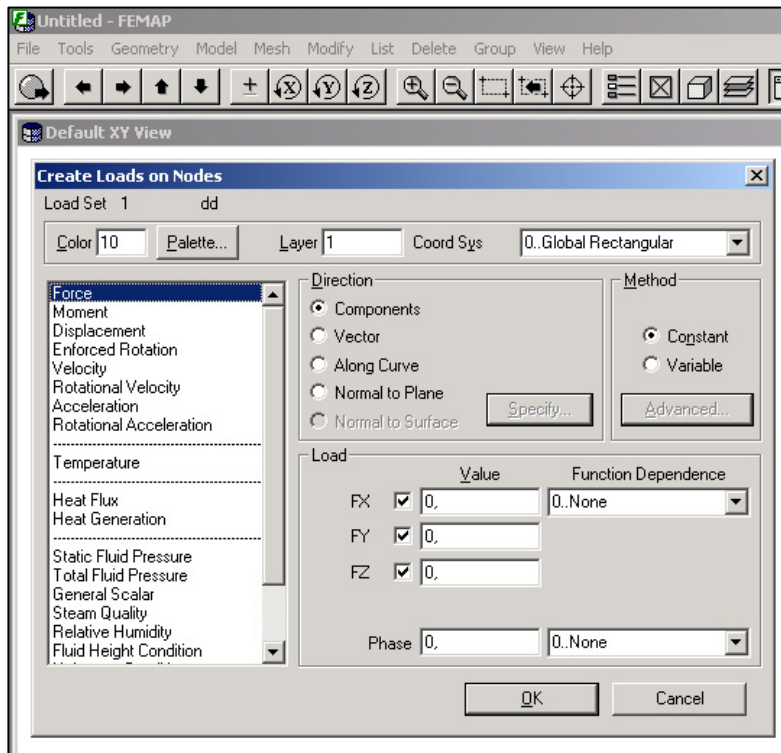 Untitled - FEMAP
File Tools Geometry Model Mesh Modify List Delete Group View Help
± X Y Z
Default XY View
Create Loads on Nodes
Load Set 1 dd
Color 10 Palette... Layer 1 Coord Sys 0..Global Rectangular
Force
Moment
Displacement
Enforced Rotation
Velocity
Rotational Velocity
Acceleration
Rotational Acceleration
Temperature
Heat Flux
Heat Generation
Static Fluid Pressure
Total Fluid Pressure
General Scalar
Steam Quality
Relative Humidity
Fluid Height Condition
Direction
Components
Vector
Along Curve
Normal to Plane
Normal to Surface
Specify...
Method
Constant
Variable
Advanced...
Load
Value Function Dependence
FX 0, 0..None
FY 0,
FZ 0,
Phase 0, 0..None
OK Cancel